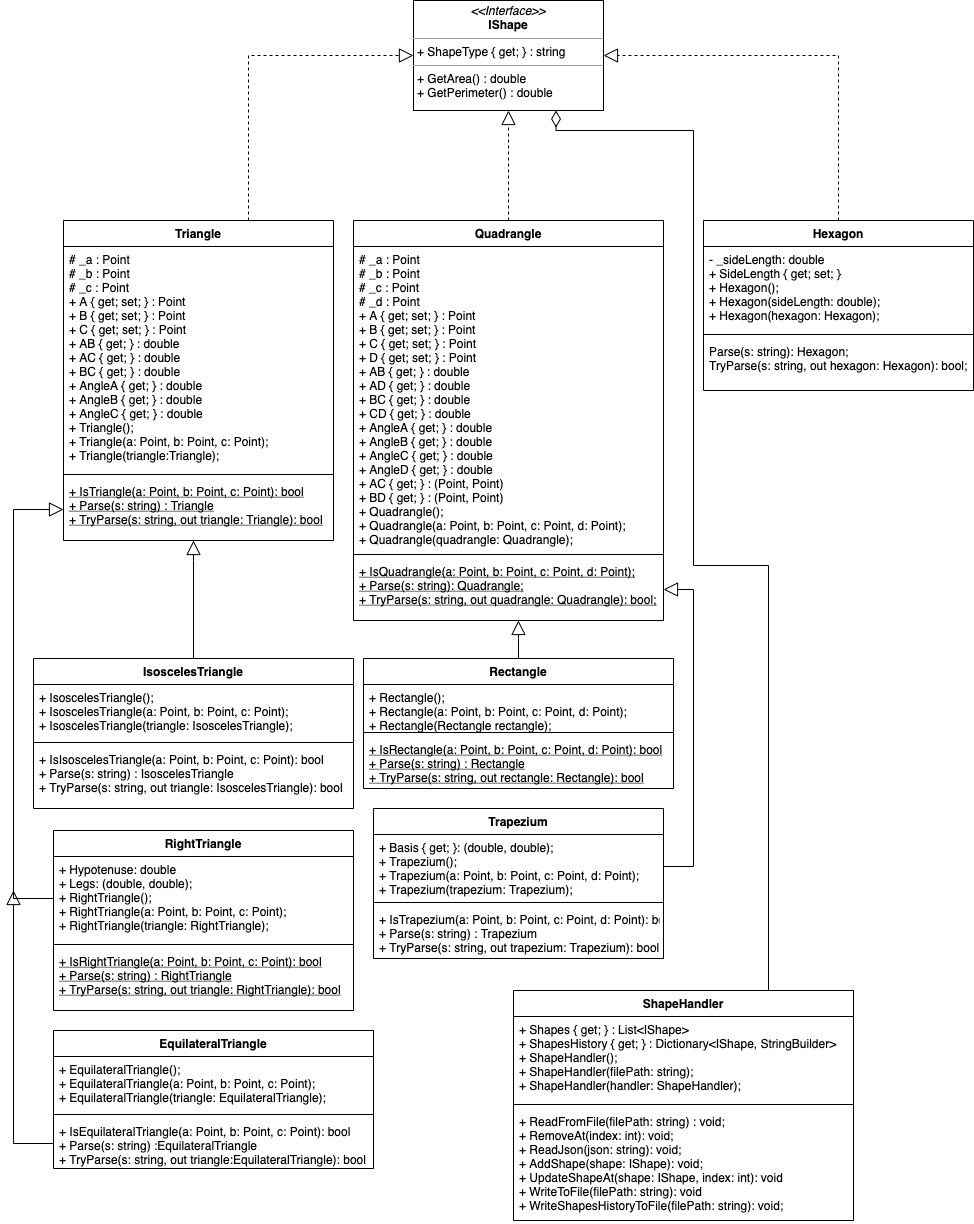 <<Interface>>
IShape
+ ShapeType { get; } : string
+ GetArea() : double
+ GetPerimeter() : double
Triangle
# _a : Point
# _b : Point
# _c : Point
+ A { get; set; } : Point
+ B { get; set; } : Point
+ C { get; set; } : Point
+ AB { get; } : double
+ AC { get; } : double
+ BC { get; } : double
+ AngleA { get; } : double
+ AngleB { get; } : double
+ AngleC { get; } : double
+ Triangle();
+ Triangle(a: Point, b: Point, c: Point);
+ Triangle(triangle:Triangle);
+ IsTriangle(a: Point, b: Point, c: Point): bool
+ Parse(s: string) : Triangle
+ TryParse(s: string, out triangle: Triangle): bool
Quadrangle
# _a : Point
# _b : Point
# _c : Point
# _d : Point
+ A { get; set; } : Point
+ B { get; set; } : Point
+ C { get; set; } : Point
+ D { get; set; } : Point
+ AB { get; } : double
+ AD { get; } : double
+ BC { get; } : double
+ CD { get; } : double
+ AngleA { get; } : double
+ AngleB { get; } : double
+ AngleC { get; } : double
+ AngleD { get; } : double
+ AC { get; } : (Point, Point)
+ BD { get; } : (Point, Point)
+ Quadrangle();
+ Quadrangle(a: Point, b: Point, c: Point, d: Point);
+ Quadrangle(quadrangle: Quadrangle);
+ IsQuadrangle(a: Point, b: Point, c: Point, d: Point);
+ Parse(s: string): Quadrangle;
+ TryParse(s: string, out quadrangle: Quadrangle): bool;
Hexagon
- _sideLength: double
+ SideLength { get; set; }
+ Hexagon();
+ Hexagon(sideLength: double);
+ Hexagon(hexagon: Hexagon);
Parse(s: string): Hexagon;
TryParse(s: string, out hexagon: Hexagon): bool;
IsoscelesTriangle
+ IsoscelesTriangle();
+ IsoscelesTriangle(a: Point, b: Point, c: Point);
+ IsoscelesTriangle(triangle: IsoscelesTriangle);
+ IsIsoscelesTriangle(a: Point, b: Point, c: Point): bool
+ Parse(s: string) : IsoscelesTriangle
+ TryParse(s: string, out triangle: IsoscelesTriangle): bool
Rectangle
+ Rectangle();
+ Rectangle(a: Point, b: Point, c: Point, d: Point);
+ Rectangle(Rectangle rectangle);
+ IsRectangle(a: Point, b: Point, c: Point, d: Point): bool
+ Parse(s: string) : Rectangle
+ TryParse(s: string, out rectangle: Rectangle): bool
RightTriangle
+ Hypotenuse: double
+ Legs: (double, double);
+ RightTriangle();
+ RightTriangle(a: Point, b: Point, c: Point);
+ RightTriangle(triangle: RightTriangle);
+ IsRightTriangle(a: Point, b: Point, c: Point): bool
+ Parse(s: string) : RightTriangle
+ TryParse(s: string, out triangle: RightTriangle): bool
Trapezium
+ Basis { get; }: (double, double);
+ Trapezium();
+ Trapezium(a: Point, b: Point, c: Point, d: Point);
+ Trapezium(trapezium: Trapezium);
+ IsTrapezium(a: Point, b: Point, c: Point, d: Point):
+ Parse(s: string) : Trapezium
+ TryParse(s: string, out trapezium: Trapezium): bool
EquilateralTriangle
+ EquilateralTriangle();
+ EquilateralTriangle(a: Point, b: Point, c: Point);
+ EquilateralTriangle(triangle: EquilateralTriangle);
+ IsEquilateralTriangle(a: Point, b: Point, c: Point): bool
+ Parse(s: string) :EquilateralTriangle
+ TryParse(s: string, out triangle:EquilateralTriangle): bool
ShapeHandler
+ Shapes { get; } : List<IShape>
+ ShapesHistory { get; } : Dictionary<IShape, StringBuilder>
+ ShapeHandler();
+ ShapeHandler(filePath: string);
+ ShapeHandler(handler: ShapeHandler);
+ ReadFromFile(filePath: string) : void;
+ RemoveAt(index: int): void;
+ ReadJson(json: string): void;
+ AddShape(shape: IShape): void;
+ UpdateShapeAt(shape: IShape, index: int): void
+ WriteToFile(filePath: string): void
+ WriteShapesHistoryToFile(filePath: string): void;